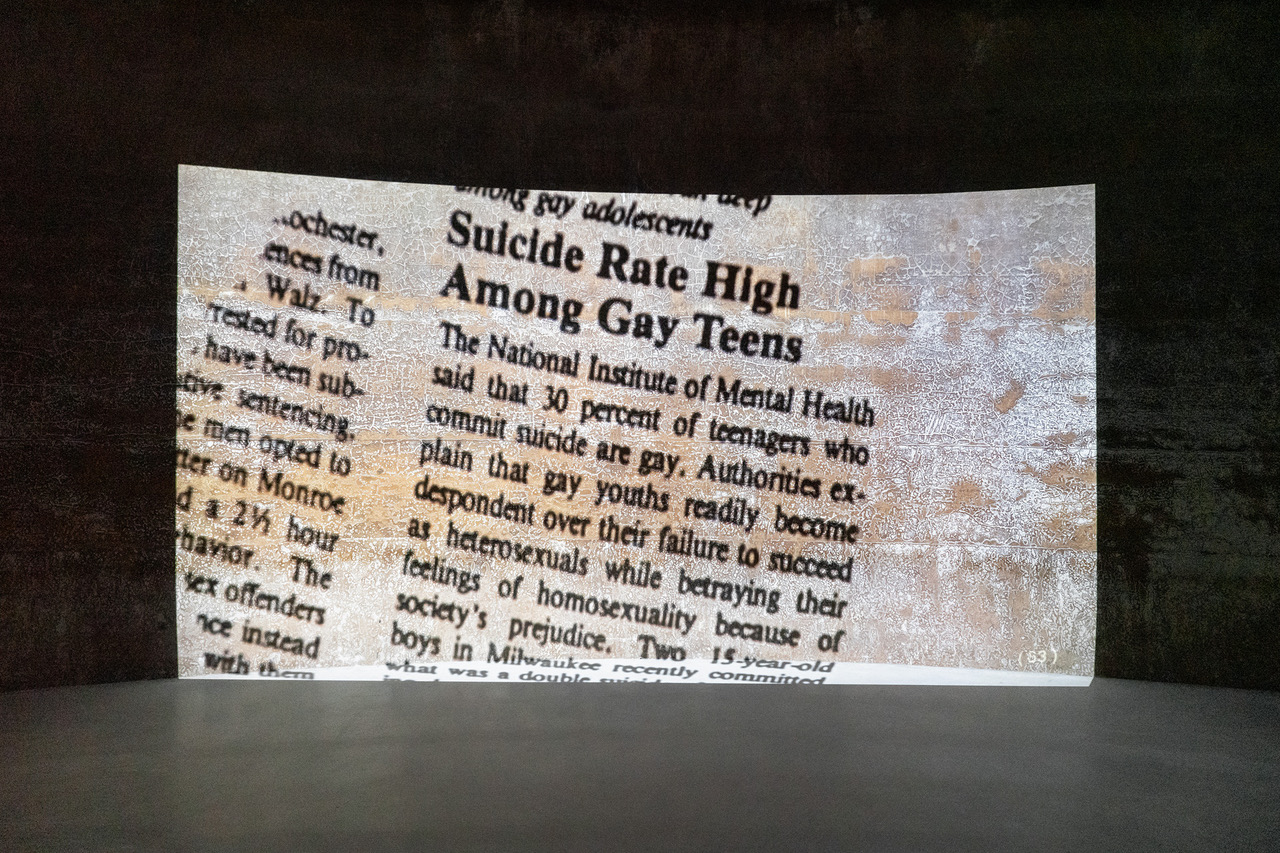 ochester,
ences from
Walz. To
rested for pro-
have been sub-
tive sentencing.
e men opted to
ter on Monroe
d a 2½ hour
havior. The
sex offenders
nce instead
with them
among gay adolescents
Suicide Rate High
Among Gay Teens
The National Institute of Mental Health
said that 30 percent of teenagers who
commit suicide are gay. Authorities ex-
plain that gay youths readily become
despondent over their failure to succeed
as heterosexuals while betraying their
feelings of homosexuality because of
society's prejudice. Two 15-year-old
boys in Milwaukee recently committed
what was a double
(53)